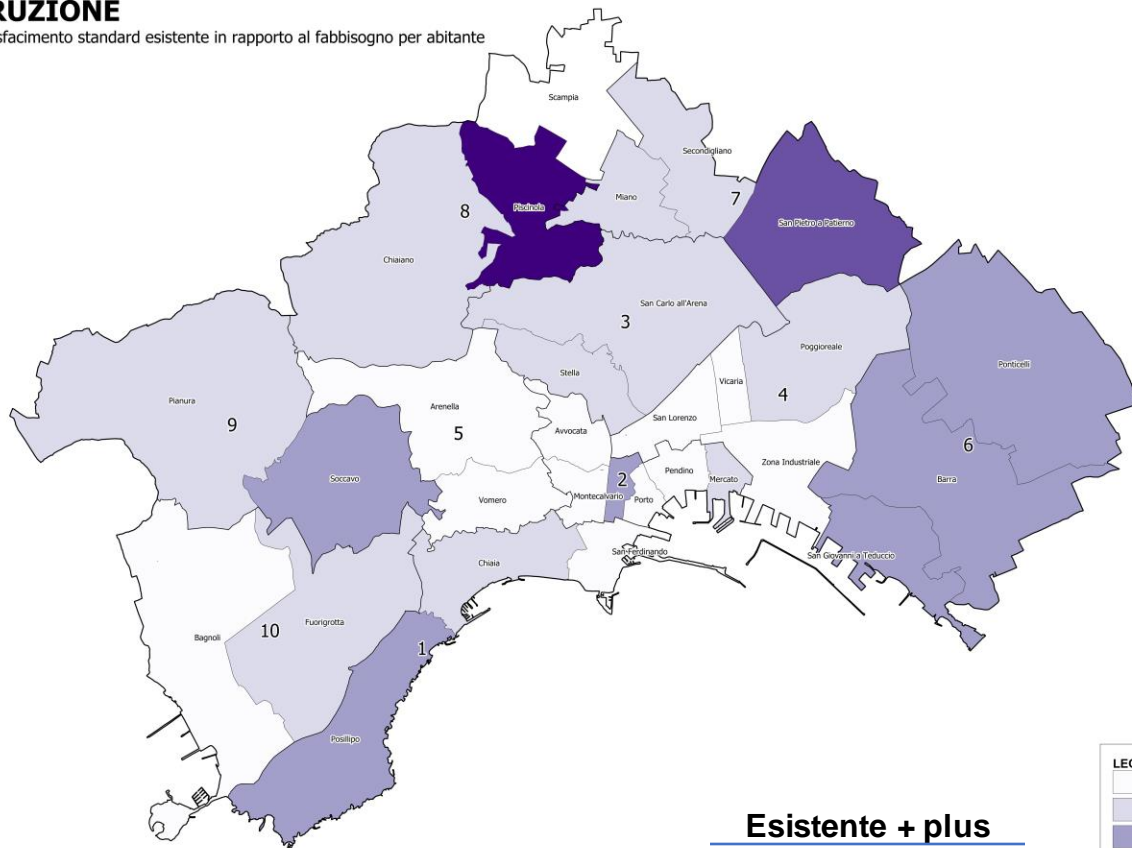 RUZIONE
sfacimento standard esistente in rapporto al fabbisogno per abitante
Scampia
Secondigliano
Piscinola
Miano
7
8
San Pietro a Patierno
Chiaiano
San Carlo all'Arena
3
Poggioreale
Ponticelli
Stella
Vicaria
4
Pianura
Arenella
San Lorenzo
9
5
Avvocata
6
Zona Industriale
Pendino
Soccavo
2
Mercato
Barra
Vomero
Montecalvario
Porto
San Ferdinando
San Giovanni a Teduccio
Chiaia
Fuorigrotta
10
Bagnoli
1
Posillipo
LEG
Esistente + plus